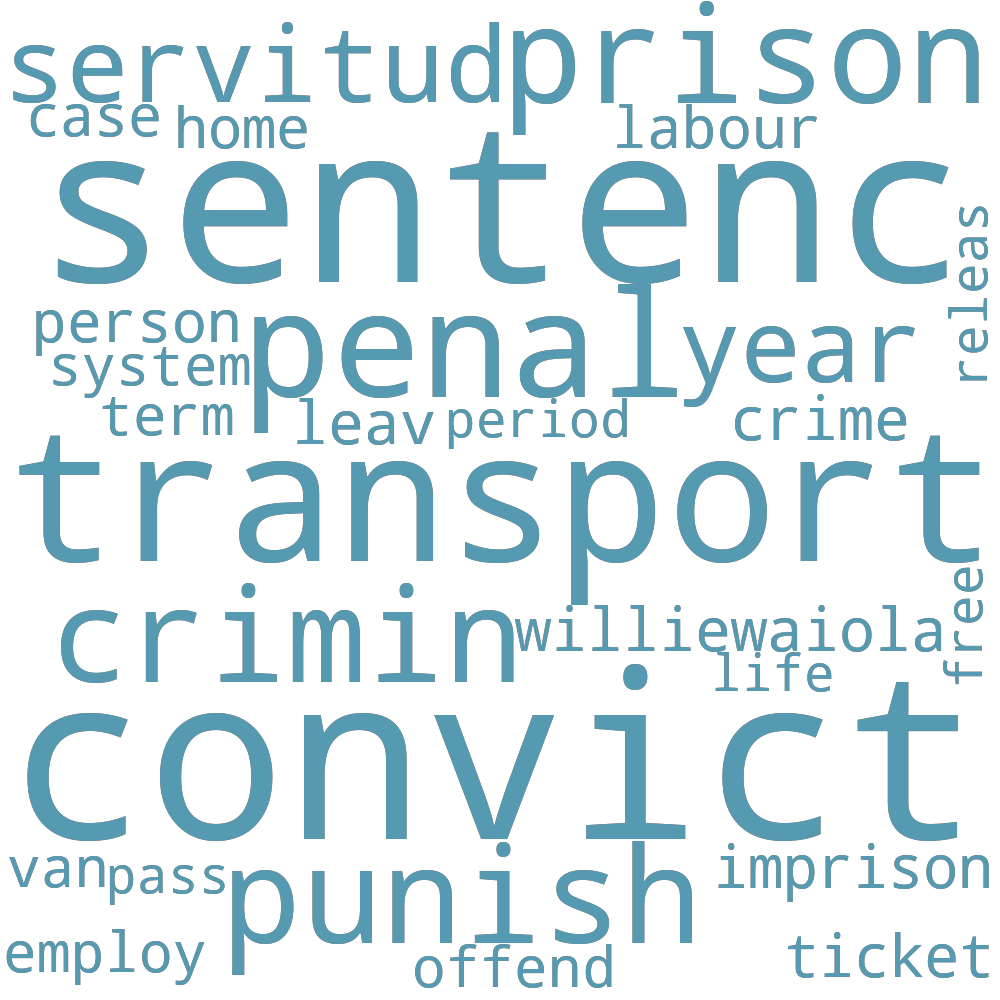 servitud prison
case home labour
sentenc
releas
person penal year
system
term leav period crime
transport
free
crimin williewaiola
life
convict
van pass punish imprison
employ offend ticket